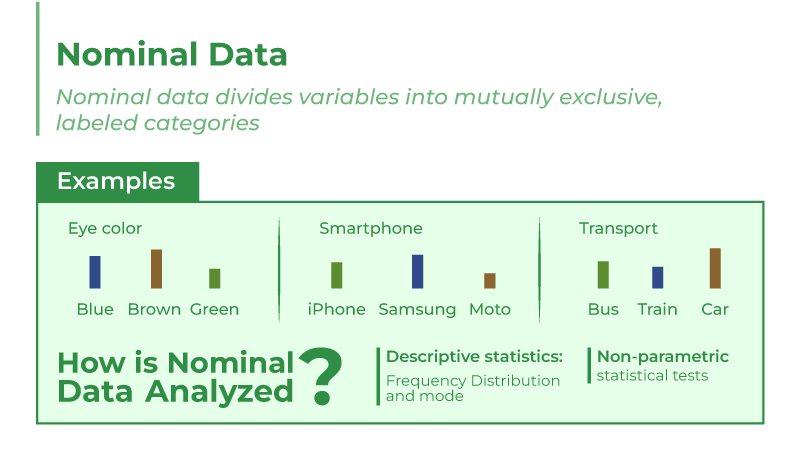 Nominal Data
Nominal data divides variables into mutually exclusive,
labeled categories
Examples
Eye color
Blue Brown Green
Smartphone
iPhone Samsung Moto
Transport
Bus Train Car
How is Nominal
Data Analyzed?
Descriptive statistics:
Frequency Distribution
and mode
Non-parametric
statistical tests